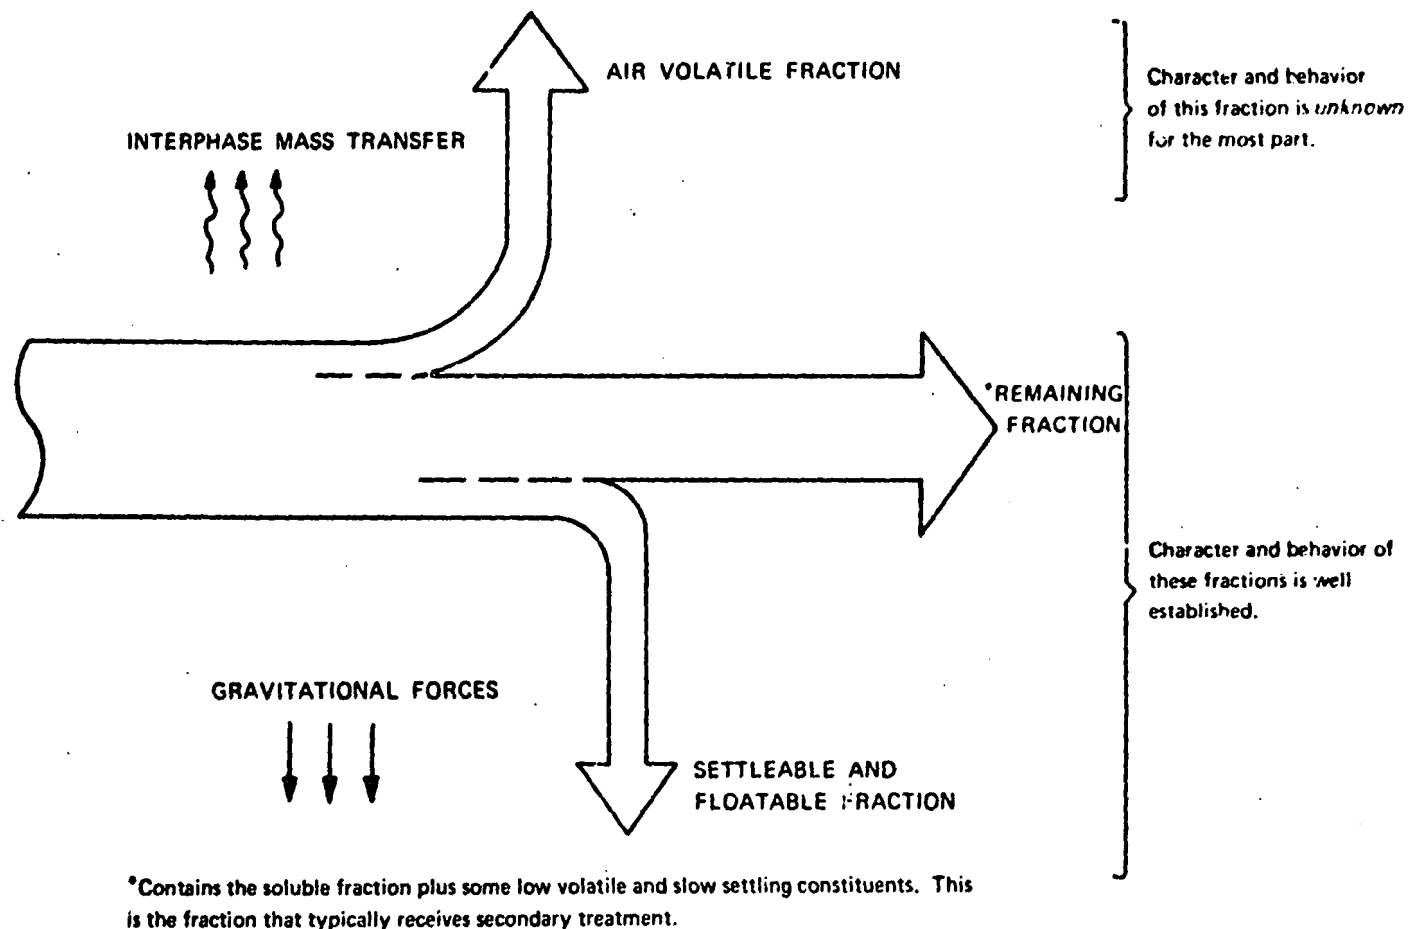 AIR VOLATILE FRACTION
Character and behavior
of this fraction is unknown
for the most part.
INTERPHASE MASS TRANSFER
*REMAINING
FRACTION
Character and behavior of
these fractions is well
established.
GRAVITATIONAL FORCES
SETTLEABLE AND
FLOATABLE FRACTION
*Contains the soluble fraction plus some low volatile and slow settling constituents. This
is the fraction that typically receives secondary treatment.